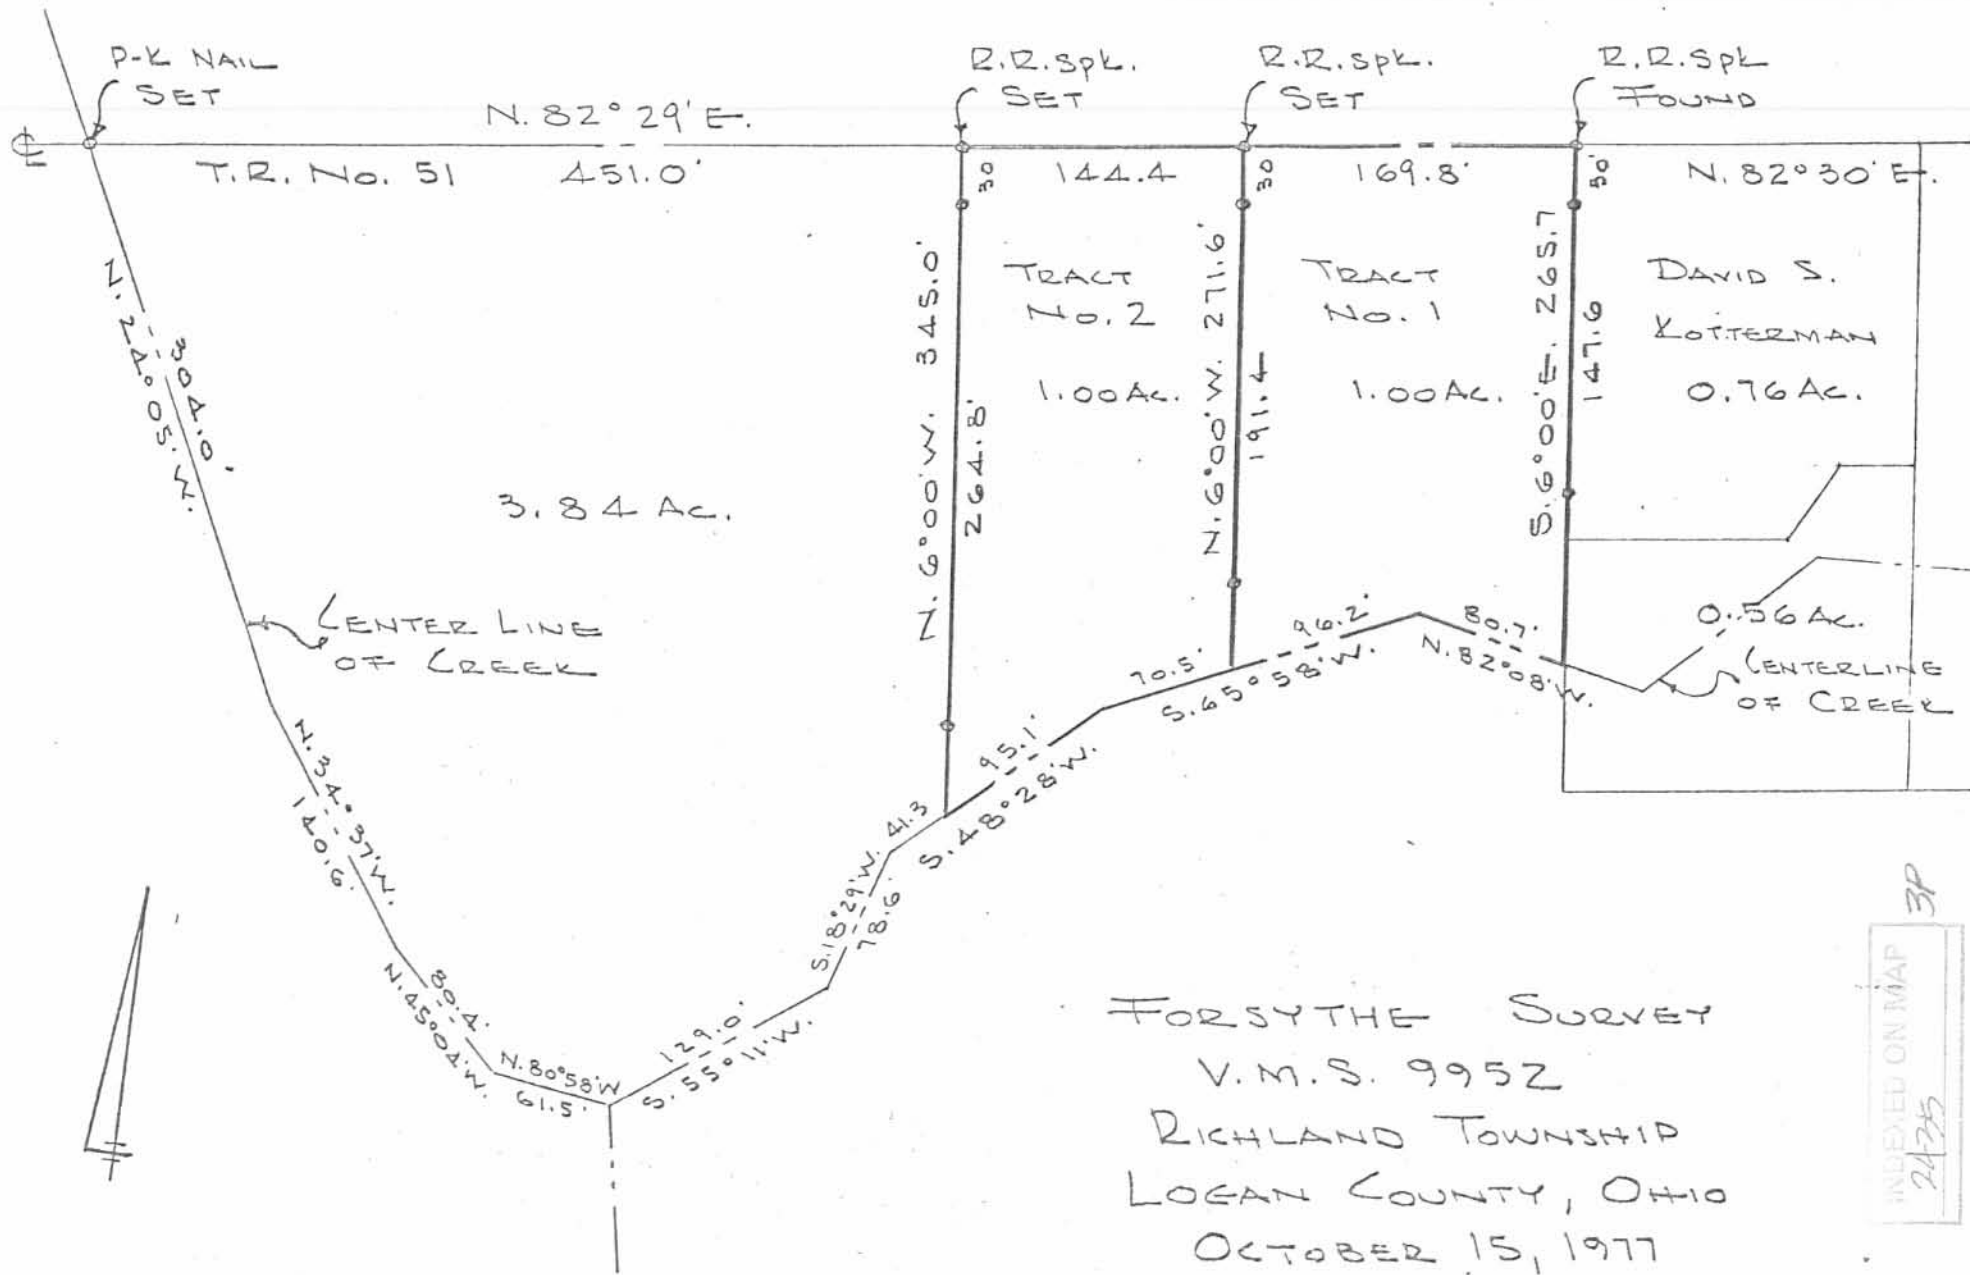 P-K NAIL
SET
R.R. Spk.
SET
R.R. Spk.
SET
R.R. Spk
FOUND
N. 82° 29' E.
℄
T.R. No. 51
451.0'
30
144.4
30
169.8'
50'
N. 82° 30' E.
N. 24° 05' W.
304.0'
N. 6° 00' W. 345.0'
264.8'
TRACT
No. 2
1.00 Ac.
N. 6° 00' W. 271.6'
191.4
TRACT
No. 1
1.00 Ac.
S. 6° 00' E. 265.7
147.6
DAVID S.
KOTTERMAN
0.76 Ac.
3.84 Ac.
CENTER LINE
OF CREEK
70.5'
96.2'
S. 65° 58' W.
80.7'
N. 82° 08' W.
0.56 Ac.
CENTERLINE
OF CREEK
N. 34° 37' W.
140.6'
95.1'
41.3
S. 48° 28' W.
S. 18° 29' W.
78.6'
80.4'
N. 45° 04' W.
N. 80° 58' W
61.5'
129.0'
S. 55° 11' W.
FORSYTHE SURVEY
V.M.S. 9952
RICHLAND TOWNSHIP
LOGAN COUNTY, OHIO
OCTOBER 15, 1977
INDEXED ON MAP
24-35
3P